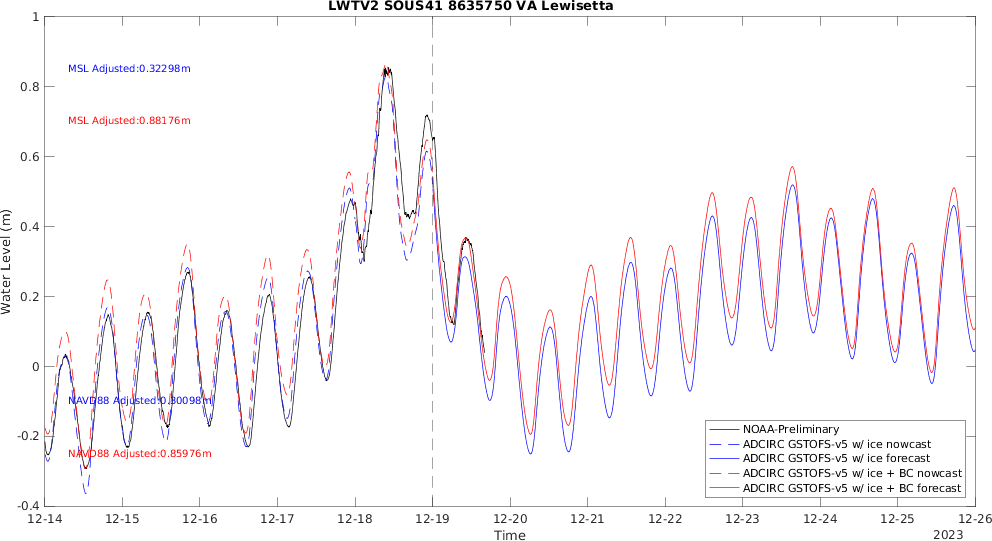 LWTV2 SOUS41 8635750 VA Lewisetta
1
0.8
0.6
0.4
0.2
0
-0.2
-0.4
Water Level (m)
MSL Adjusted:0.32298m
MSL Adjusted:0.88176m
NAVD88 Adjusted:0.30098m
NAVD88 Adjusted:0.85976m
NOAA-Preliminary
ADCIRC GSTOFS-v5 w/ ice nowcast
ADCIRC GSTOFS-v5 w/ ice forecast
ADCIRC GSTOFS-v5 w/ ice + BC nowcast
ADCIRC GSTOFS-v5 w/ ice + BC forecast
12-14 12-15 12-16 12-17 12-18 12-19 12-20 12-21 12-22 12-23 12-24 12-25 12-26
Time
2023